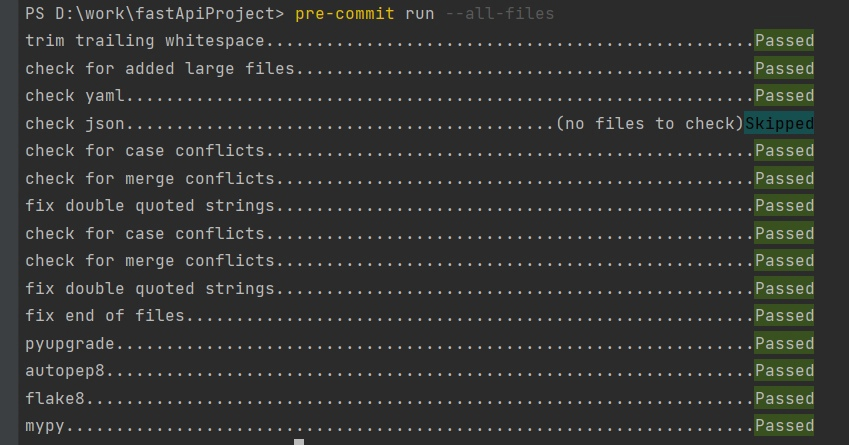 PS D:\work\fastApiProject> pre-commit run --all-files
trim trailing whitespace.................................................Passed
check for added large files..............................................Passed
check yaml...............................................................Passed
check json...........................................(no files to check)Skipped
check for case conflicts.................................................Passed
check for merge conflicts................................................Passed
fix double quoted strings................................................Passed
check for case conflicts.................................................Passed
check for merge conflicts................................................Passed
fix double quoted strings................................................Passed
fix end of files.........................................................Passed
pyupgrade................................................................Passed
autopep8.................................................................Passed
flake8...................................................................Passed
mypy.....................................................................Passed